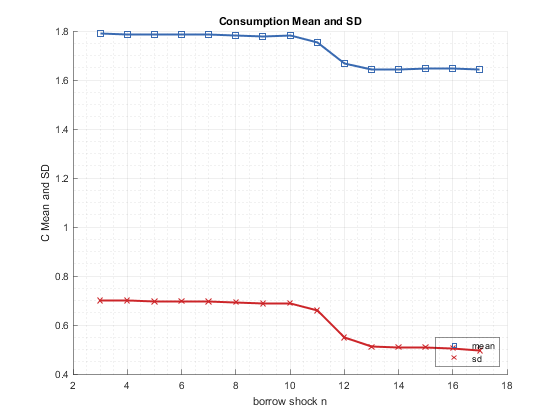 Consumption Mean and SD
C Mean and SD
1.8
1.6
1.4
1.2
1
0.8
0.6
0.4
mean
sd
2 4 6 8 10 12 14 16 18
borrow shock n